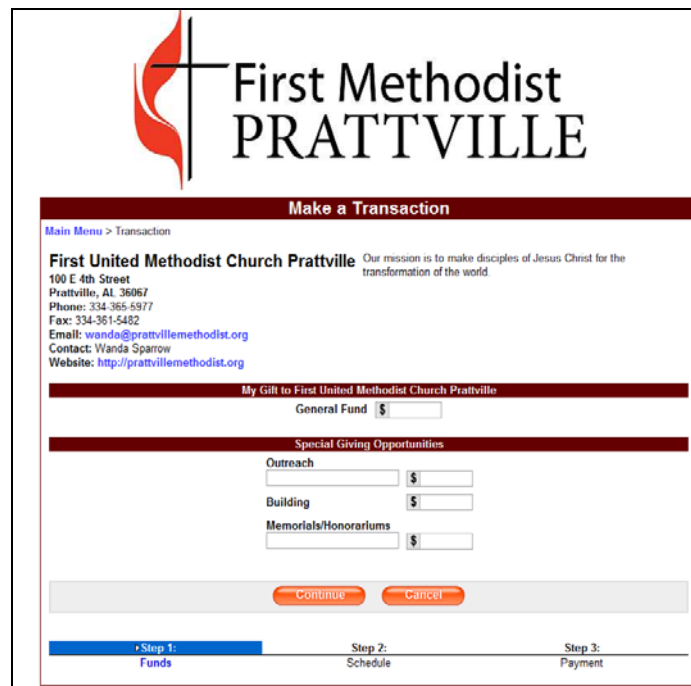 First Methodist
PRATTVILLE
Make a Transaction
Main Menu > Transaction
First United Methodist Church Prattville
Our mission is to make disciples of Jesus Christ for the
transformation of the world.
100 E 4th Street
Prattville, AL 36067
Phone: 334-365-5977
Fax: 334-361-5482
Email: wanda@prattvillemethodist.org
Contact: Wanda Sparrow
Website: http://prattvillemethodist.org
My Gift to First United Methodist Church Prattville
General Fund $
Special Giving Opportunities
Outreach
$
Building $
Memorials/Honorariums
$
Continue Cancel
Step 1: Step 2: Step 3:
Funds Schedule Payment